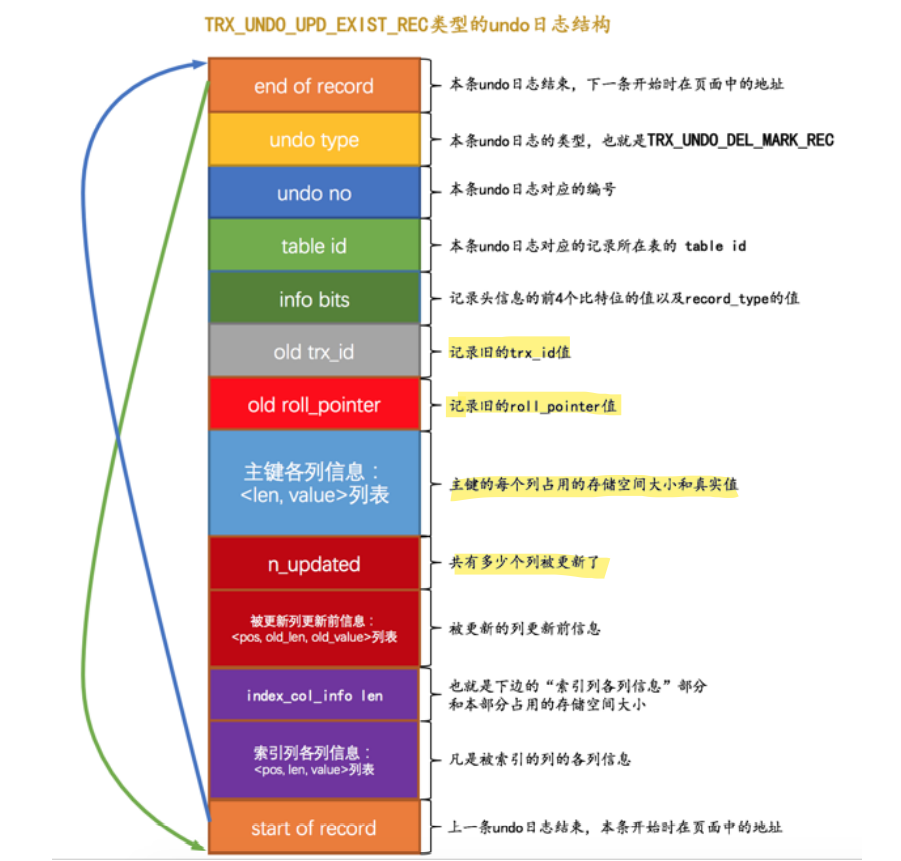 TRX_UNDO_UPD_EXIST_REC类型的undo日志结构
end of record
本条undo日志结束，下一条开始时在页面中的地址
undo type
本条undo日志的类型，也就是TRX_UNDO_DEL_MARK_REC
undo no
本条undo日志对应的编号
table id
本条undo日志对应的记录所在表的 table id
info bits
记录头信息的前4个比特位的值以及record_type的值
old trx_id
记录旧的trx_id值
old roll_pointer
记录旧的roll_pointer值
主键各列信息：
<len, value>列表
主键的每个列占用的存储空间大小和真实值
n_updated
共有多少个列被更新了
被更新列更新前信息：
<pos, old_len, old_value>列表
被更新的列更新前信息
index_col_info len
也就是下边的“索引列各列信息”部分
和本部分占用的存储空间大小
索引列各列信息：
<pos, len, value>列表
凡是被索引的列的各列信息
start of record
上一条undo日志结束，本条开始时在页面中的地址